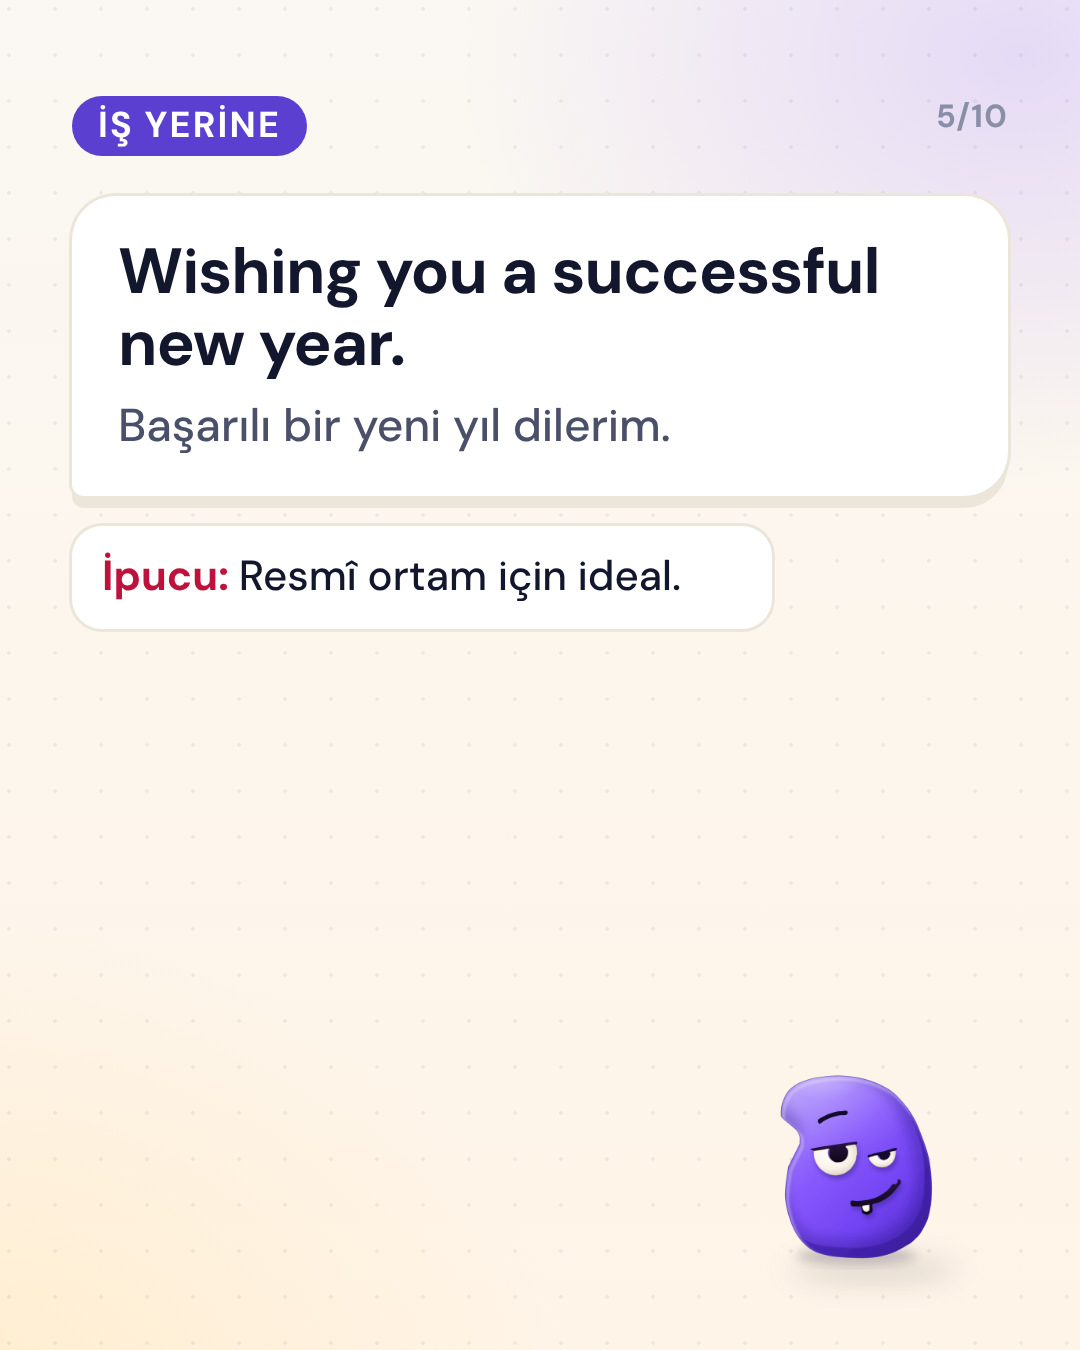 İŞ YERİNE
5/10
Wishing you a successful
new year.
Başarılı bir yeni yıl dilerim.
İpucu: Resmî ortam için ideal.